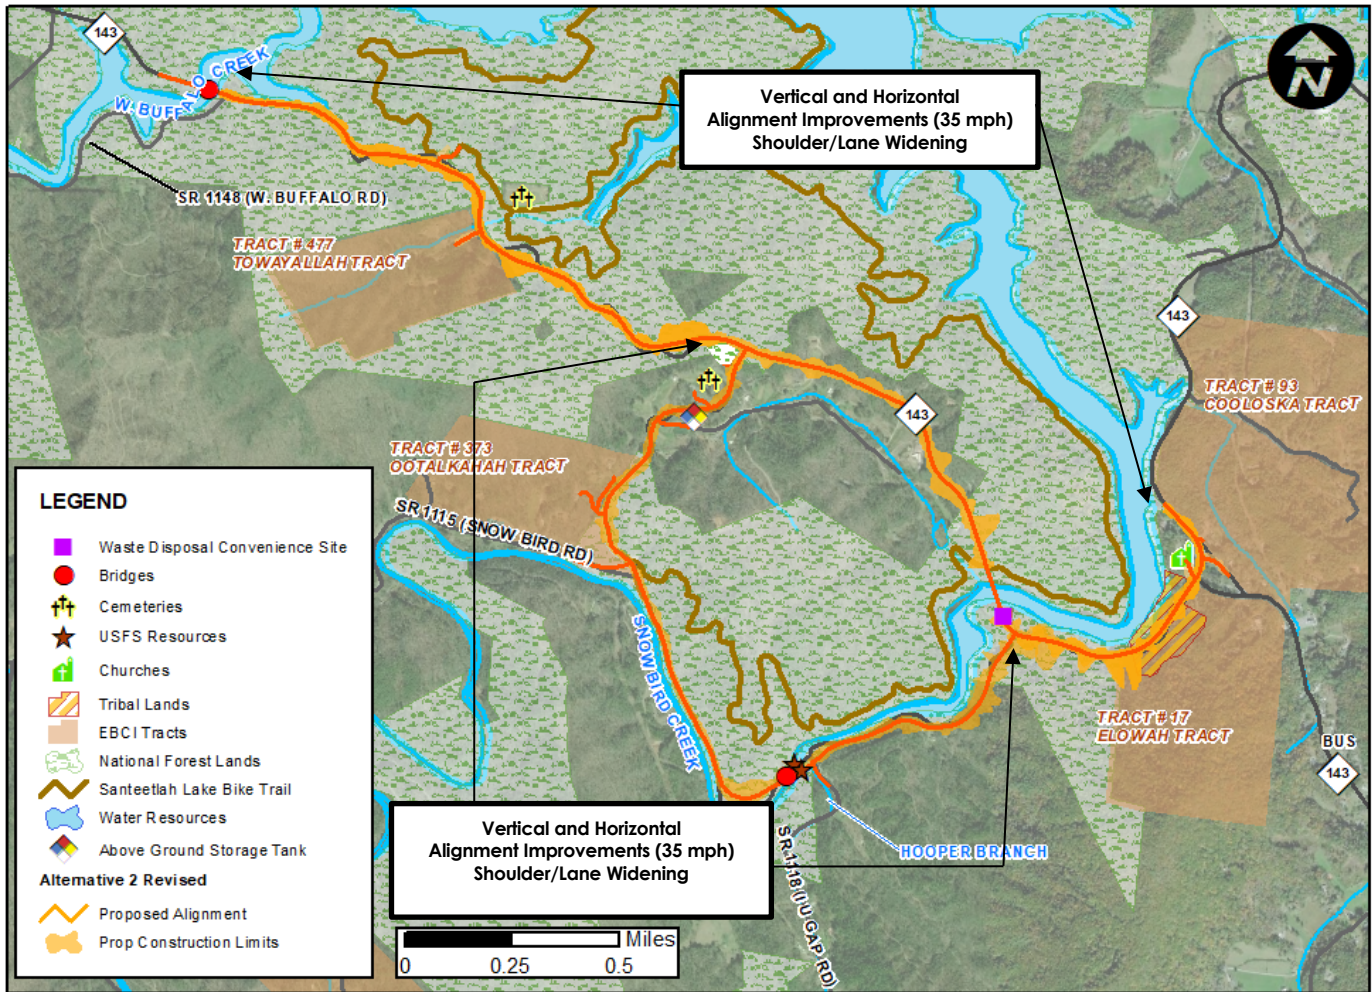 143
N
W. BUFFALO CREEK
Vertical and Horizontal
Alignment Improvements (35 mph)
Shoulder/Lane Widening
SR 1148 (W. BUFFALO RD)
TRACT # 477
TOWAYALLAH TRACT
143
TRACT # 93
COOLOSKA TRACT
143
TRACT # 373
OOTALKAHAH TRACT
SR 1115 (SNOW BIRD RD)
SNOW BIRD CREEK
TRACT # 17
ELOWAH TRACT
BUS
143
HOOPER BRANCH
Vertical and Horizontal
Alignment Improvements (35 mph)
Shoulder/Lane Widening
LEGEND
Waste Disposal Convenience Site
Bridges
Cemeteries
USFS Resources
Churches
Tribal Lands
EBCI Tracts
National Forest Lands
Santeetlah Lake Bike Trail
Water Resources
Above Ground Storage Tank
Alternative 2 Revised
Proposed Alignment
Prop Construction Limits
Miles
0 0.25 0.5